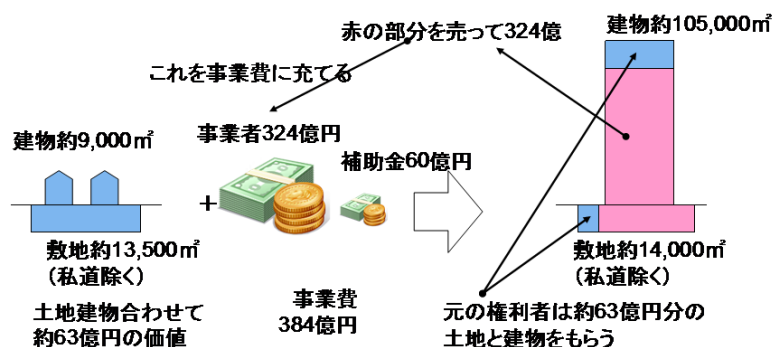 赤の部分を売って324億
建物約105,000㎡
これを事業費に充てる
建物約9,000㎡
事業者324億円
補助金60億円
+
敷地約13,500㎡
(私道除く)
敷地約14,000㎡
(私道除く)
土地建物合わせて
約63億円の価値
事業費
384億円
元の権利者は約63億円分の
土地と建物をもらう